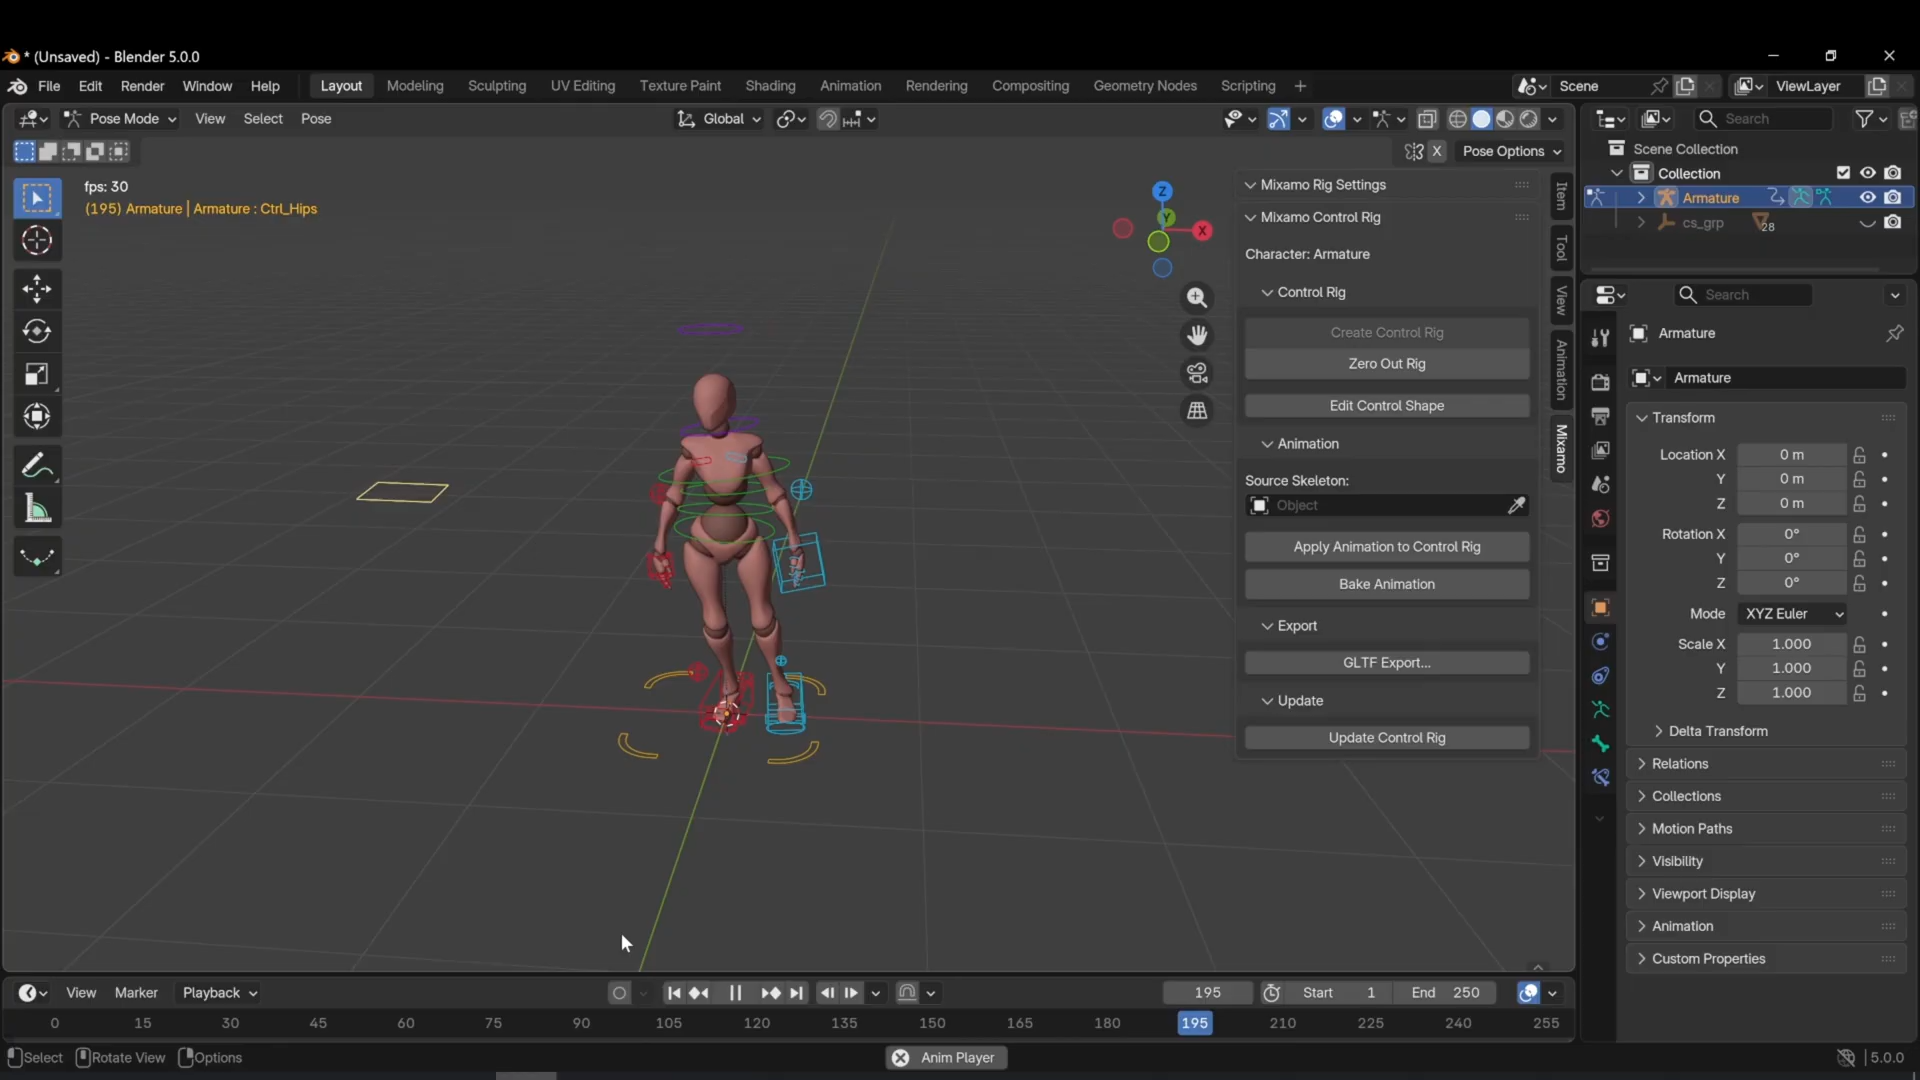 * (Unsaved) - Blender 5.0.0
File Edit Render Window Help Layout Modeling Sculpting UV Editing Texture Paint Shading Animation Rendering Compositing Geometry Nodes Scripting + Scene ViewLayer
Pose Mode View Select Pose Global Search
X Pose Options
Scene Collection
Collection
Armature
cs_grp 28
fps: 30
(195) Armature | Armature : Ctrl_Hips
Z
Y
X
Mixamo Rig Settings
Mixamo Control Rig
Character: Armature
Control Rig
Create Control Rig
Zero Out Rig
Edit Control Shape
Animation
Source Skeleton:
Object
Apply Animation to Control Rig
Bake Animation
Export
GLTF Export...
Update
Update Control Rig
Item
Tool
View
Animation
Mixamo
Search
Armature
Armature
Transform
Location X 0 m
Y 0 m
Z 0 m
Rotation X 0°
Y 0°
Z 0°
Mode XYZ Euler
Scale X 1.000
Y 1.000
Z 1.000
Delta Transform
Relations
Collections
Motion Paths
Visibility
Viewport Display
Animation
Custom Properties
View Marker Playback 195 Start 1 End 250
0 15 30 45 60 75 90 105 120 135 150 165 180 195 210 225 240 255
Select Rotate View Options Anim Player 5.0.0